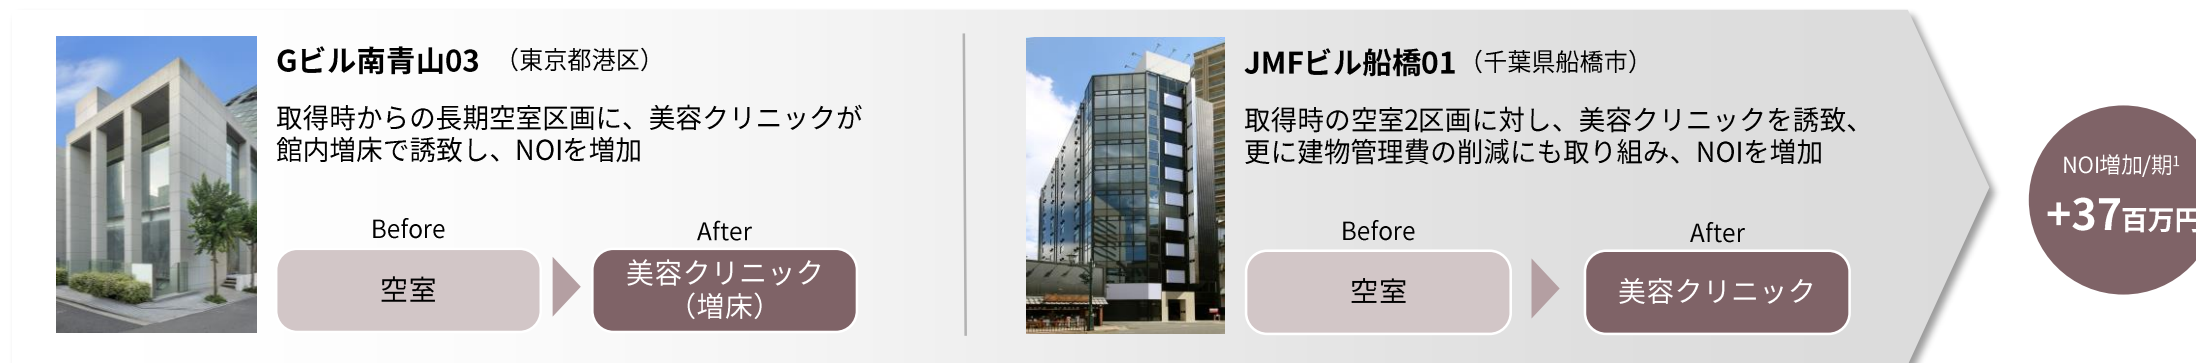 Gビル南青山03 （東京都港区）
取得時からの長期空室区画に、美容クリニックが
館内増床で誘致し、NOIを増加
Before
After
空室
美容クリニック
（増床）
JMFビル船橋01（千葉県船橋市）
取得時の空室2区画に対し、美容クリニックを誘致、
更に建物管理費の削減にも取り組み、NOIを増加
Before
After
空室
美容クリニック
NOI増加/期1
+37百万円